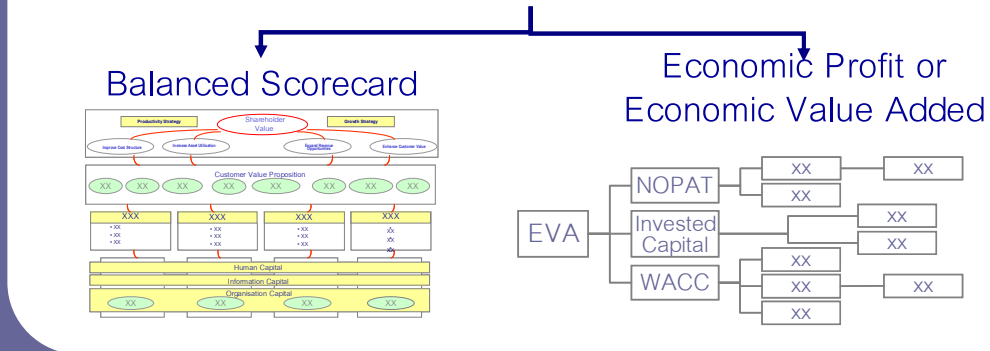 Balanced Scorecard
Economic Profit or
Economic Value Added
Productivity Strategy
Shareholder
Value
Growth Strategy
Improve Cost Structure
Increase Asset Utilisation
Expand Revenue
Opportunities
Enhance Customer Value
Customer Value Proposition
XX XX XX XX XX XX XX XX
XXX XXX XXX XXX
• XX • XX • XX XX
• XX • XX • XX XX
• XX • XX • XX XX
Human Capital
Information Capital
Organisation Capital
XX XX XX XX
EVA
NOPAT
XX XX
XX
Invested
Capital
XX
XX
WACC
XX
XX XX
XX